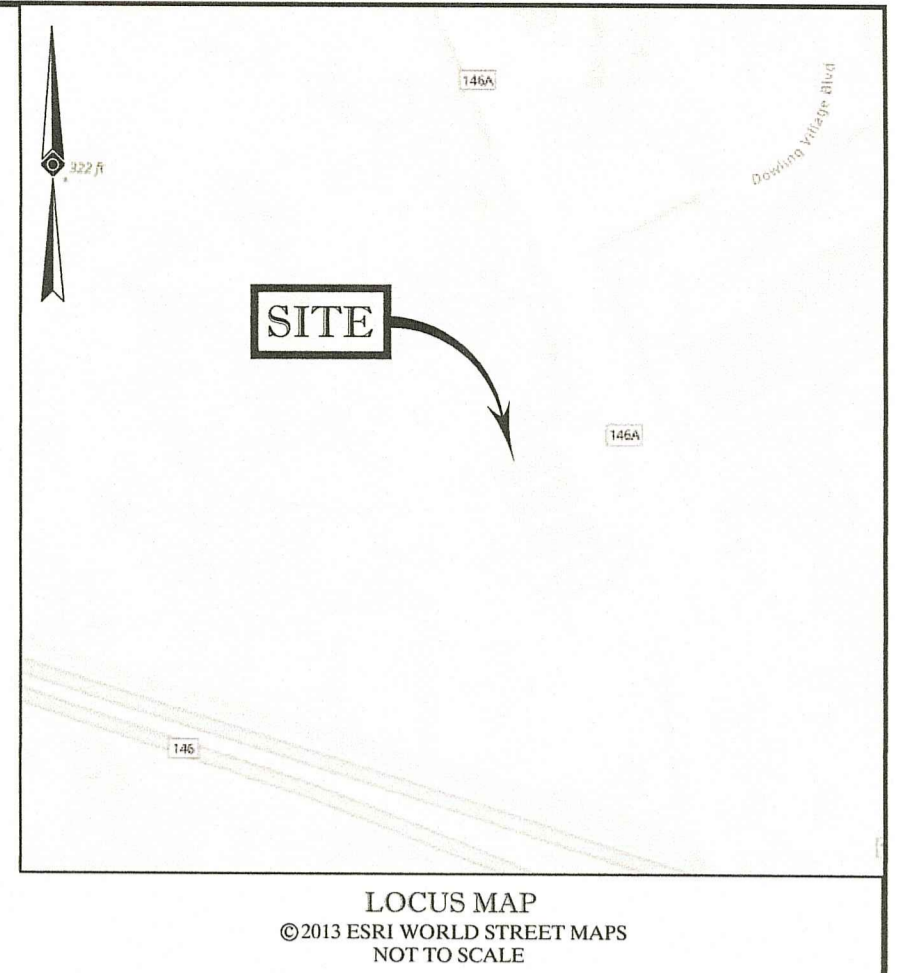 146A
Dowling Village Blvd
322 ft
SITE
146A
146
LOCUS MAP
©2013 ESRI WORLD STREET MAPS
NOT TO SCALE